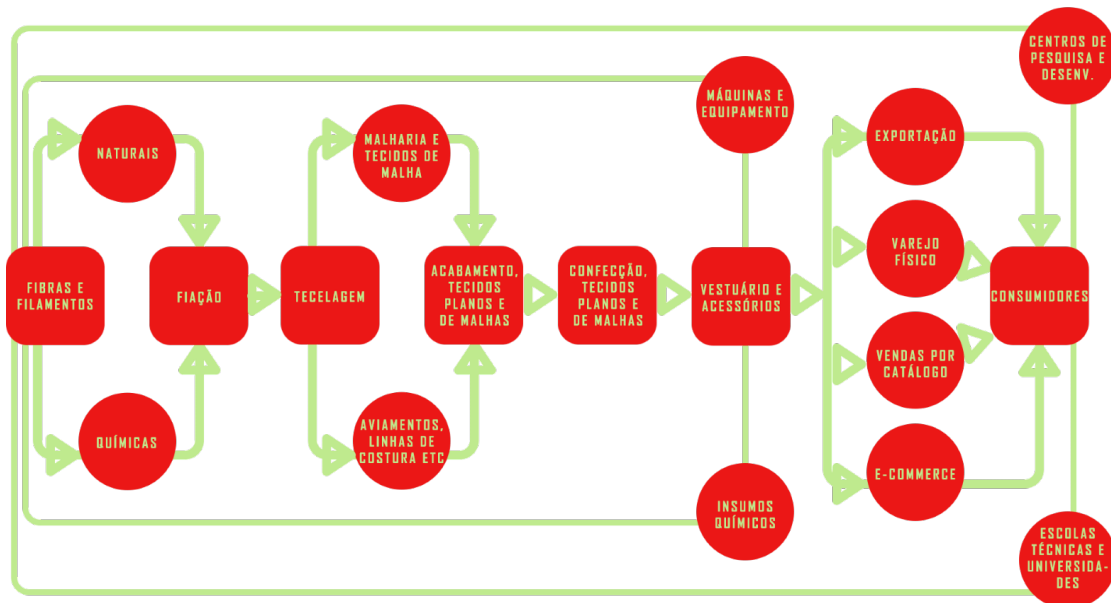 CENTROS DE
PESQUISA E
DESENV.
MÁQUINAS E
EQUIPAMENTO
NATURAIS
MALHARIA E
TECIDOS DE
MALHA
EXPORTAÇÃO
VAREJO
FÍSICO
FIBRAS E
FILAMENTOS
FIAÇÃO
TECELAGEM
ACABAMENTO,
TECIDOS
PLANOS E
DE MALHAS
CONFECÇÃO,
TECIDOS
PLANOS E
DE MALHAS
VESTUÁRIO E
ACESSÓRIOS
CONSUMIDORES
VENDAS POR
CATÁLOGO
QUÍMICAS
AVIAMENTOS,
LINHAS DE
COSTURA ETC
E-COMMERCE
INSUMOS
QUÍMICOS
ESCOLAS
TÉCNICAS E
UNIVERSIDA-
DES